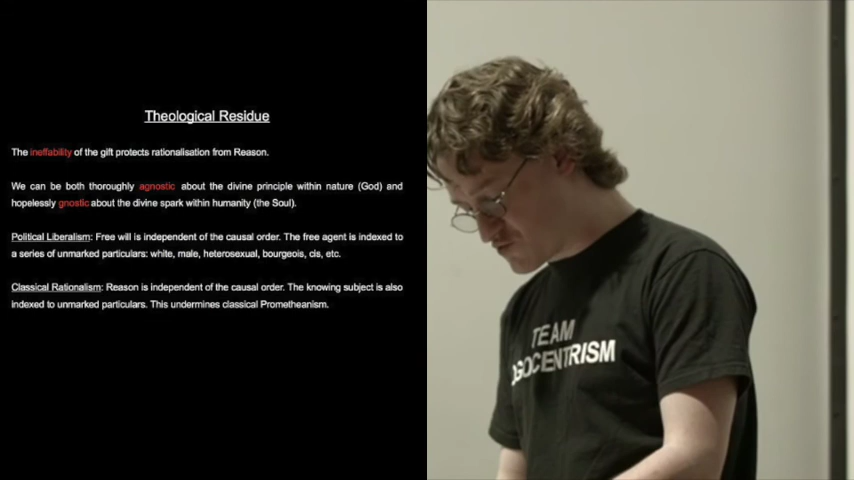 Theological Residue
The ineffability of the gift protects rationalisation from Reason.
We can be both thoroughly agnostic about the divine principle within nature (God) and
hopelessly gnostic about the divine spark within humanity (the Soul).
Political Liberalism: Free will is independent of the causal order. The free agent is indexed to
a series of unmarked particulars: white, male, heterosexual, bourgeois, cis, etc.
Classical Rationalism: Reason is independent of the causal order. The knowing subject is also
indexed to unmarked particulars. This undermines classical Prometheanism.
TEAM
OGOCENTRISM